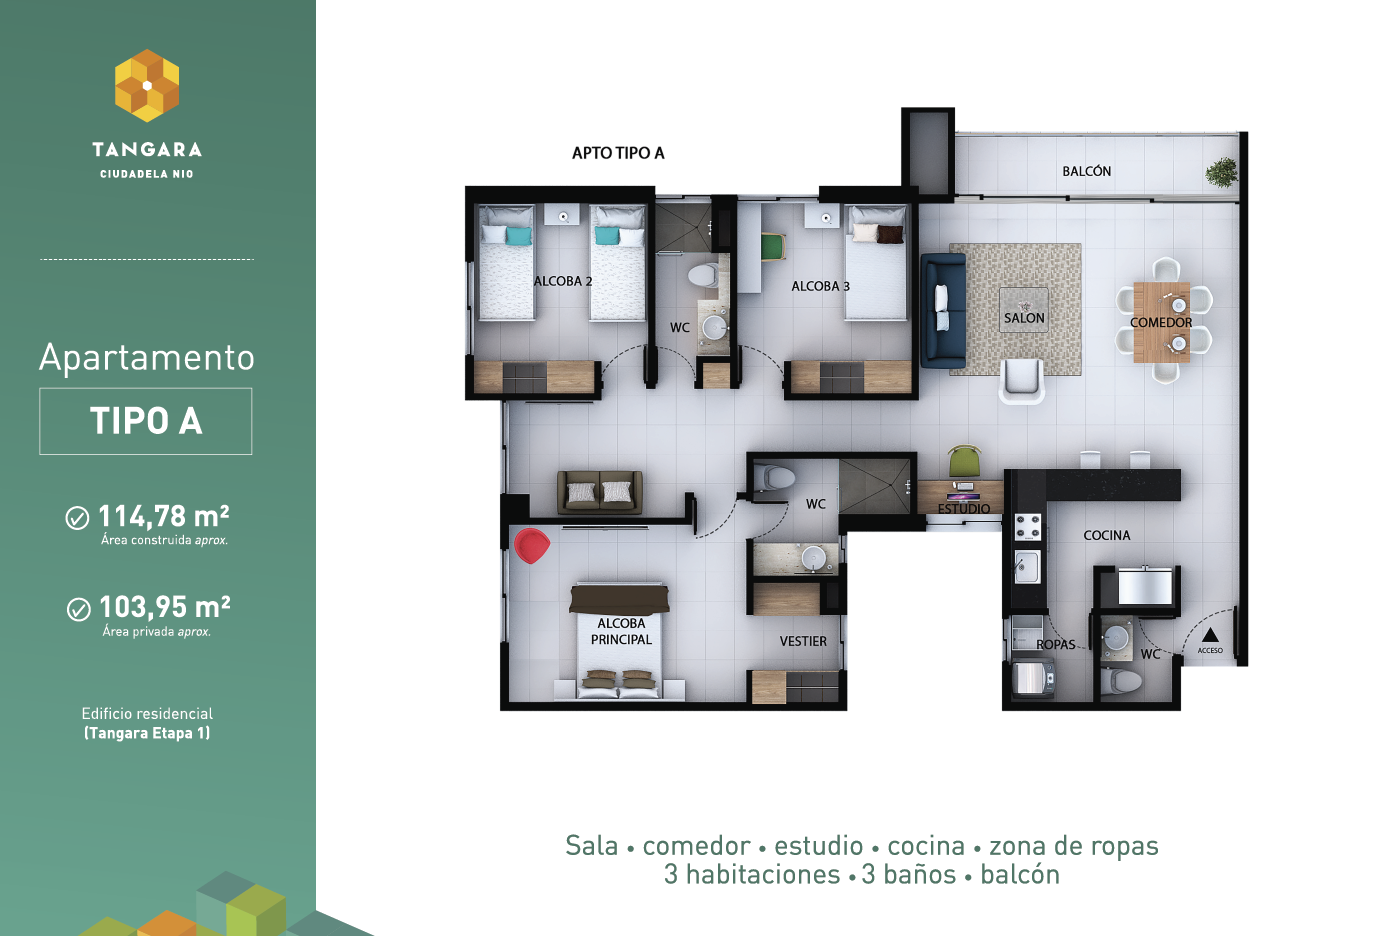 TANGARA
CIUDADELA NIO
Apartamento
TIPO A
114,78 m²
Área construida aprox.
103,95 m²
Área privada aprox.
Edificio residencial
(Tangara Etapa 1)
APTO TIPO A
BALCÓN
ALCOBA 2
WC
ALCOBA 3
SALON
COMEDOR
WC
ESTUDIO
COCINA
ALCOBA
PRINCIPAL
VESTIER
ROPAS
WC
ACCESO
Sala • comedor • estudio • cocina • zona de ropas
3 habitaciones • 3 baños • balcón